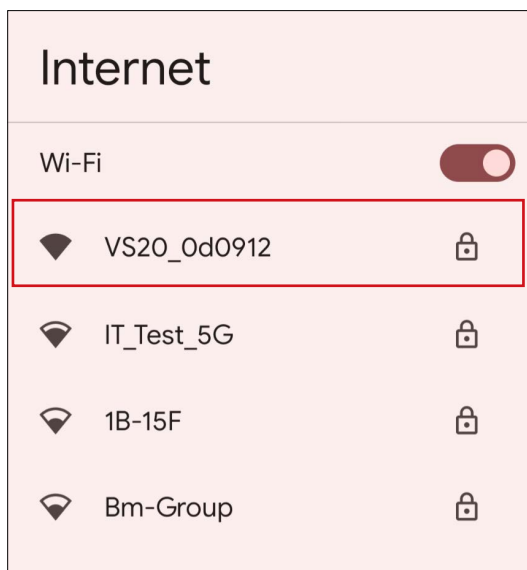 Internet
Wi-Fi
VS20_0d0912
IT_Test_5G
1B-15F
Bm-Group